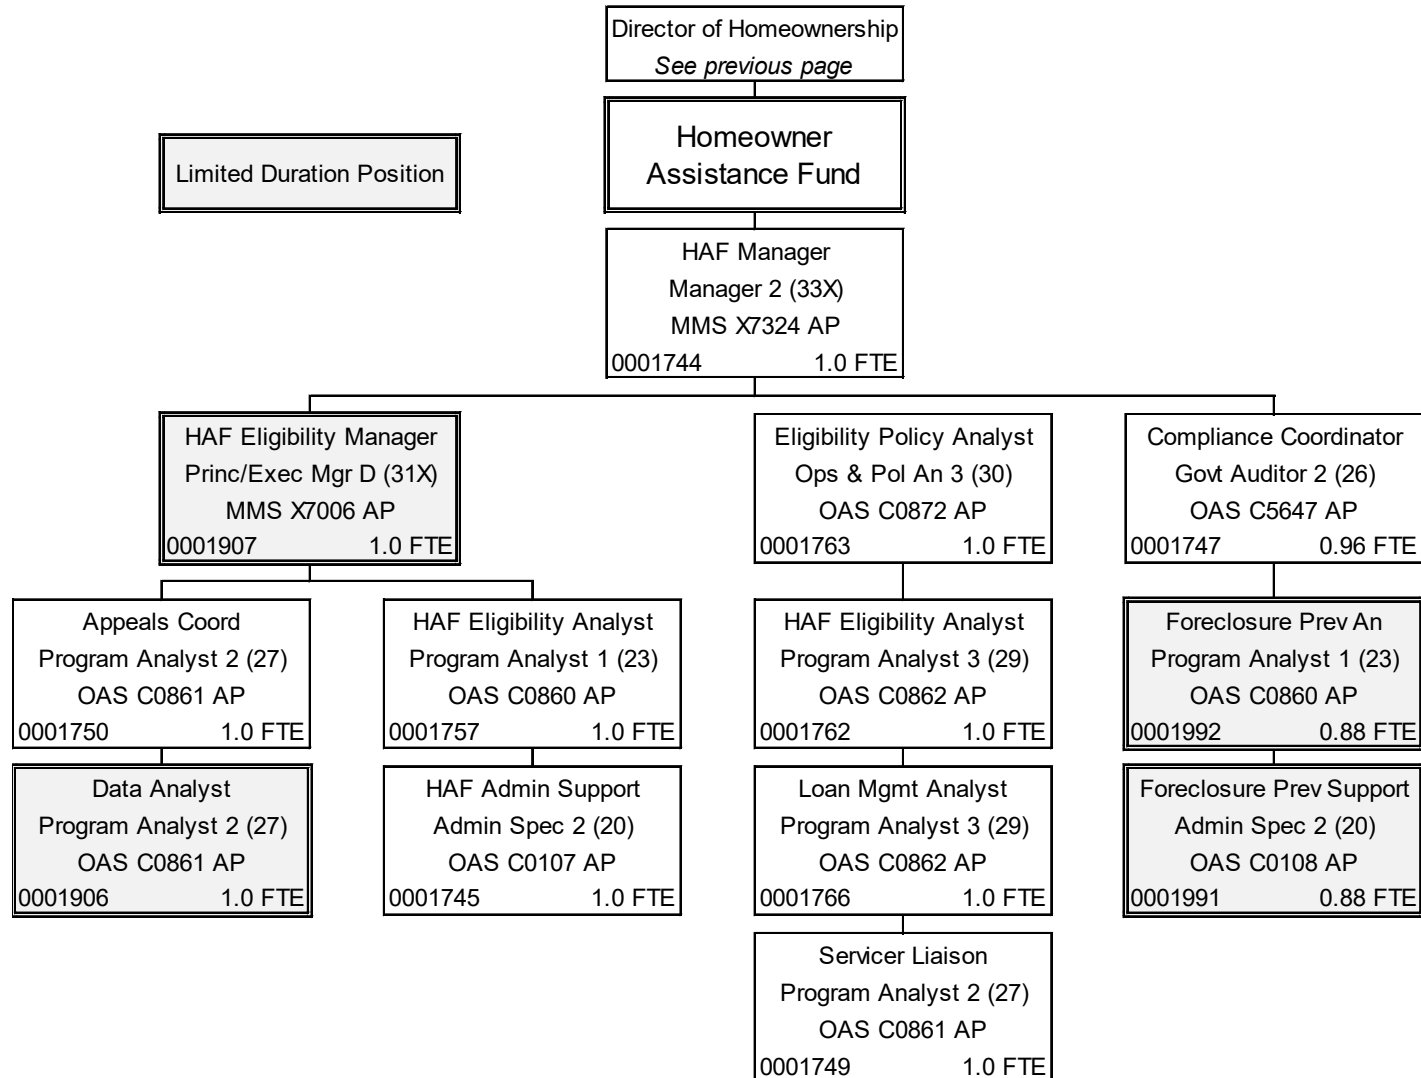 Director of Homeownership
See previous page
Limited Duration Position
Homeowner
Assistance Fund
HAF Manager
Manager 2 (33X)
MMS X7324 AP
0001744 1.0 FTE
HAF Eligibility Manager
Princ/Exec Mgr D (31X)
MMS X7006 AP
0001907 1.0 FTE
Eligibility Policy Analyst
Ops & Pol An 3 (30)
OAS C0872 AP
0001763 1.0 FTE
Compliance Coordinator
Govt Auditor 2 (26)
OAS C5647 AP
0001747 0.96 FTE
Appeals Coord
Program Analyst 2 (27)
OAS C0861 AP
0001750 1.0 FTE
HAF Eligibility Analyst
Program Analyst 1 (23)
OAS C0860 AP
0001757 1.0 FTE
HAF Eligibility Analyst
Program Analyst 3 (29)
OAS C0862 AP
0001762 1.0 FTE
Foreclosure Prev An
Program Analyst 1 (23)
OAS C0860 AP
0001992 0.88 FTE
Data Analyst
Program Analyst 2 (27)
OAS C0861 AP
0001906 1.0 FTE
HAF Admin Support
Admin Spec 2 (20)
OAS C0107 AP
0001745 1.0 FTE
Loan Mgmt Analyst
Program Analyst 3 (29)
OAS C0862 AP
0001766 1.0 FTE
Foreclosure Prev Support
Admin Spec 2 (20)
OAS C0108 AP
0001991 0.88 FTE
Servicer Liaison
Program Analyst 2 (27)
OAS C0861 AP
0001749 1.0 FTE